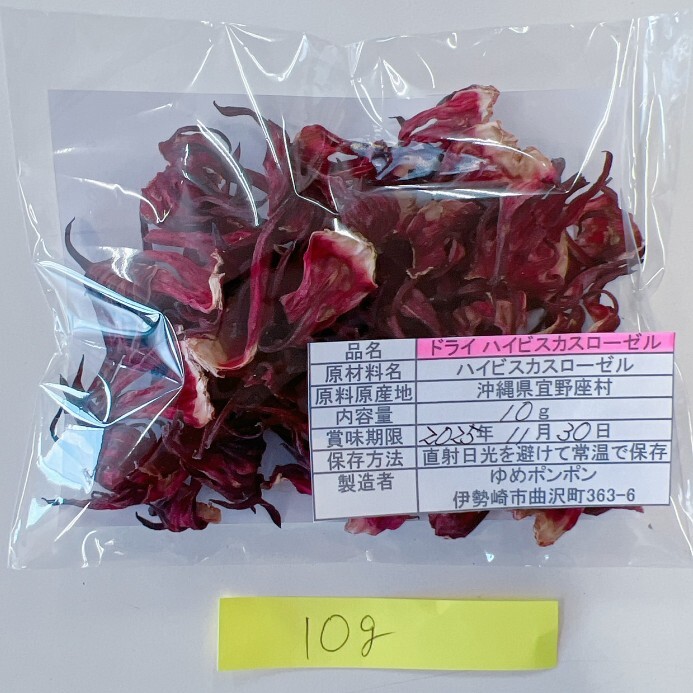 品名 ドライ ハイビスカスローゼル
原材料名 ハイビスカスローゼル
原料原産地 沖縄県宜野座村
内容量 10g
賞味期限 2025年 11月30日
保存方法 直射日光を避けて常温で保存
製造者 ゆめポンポン
伊勢崎市曲沢町363-6
10g